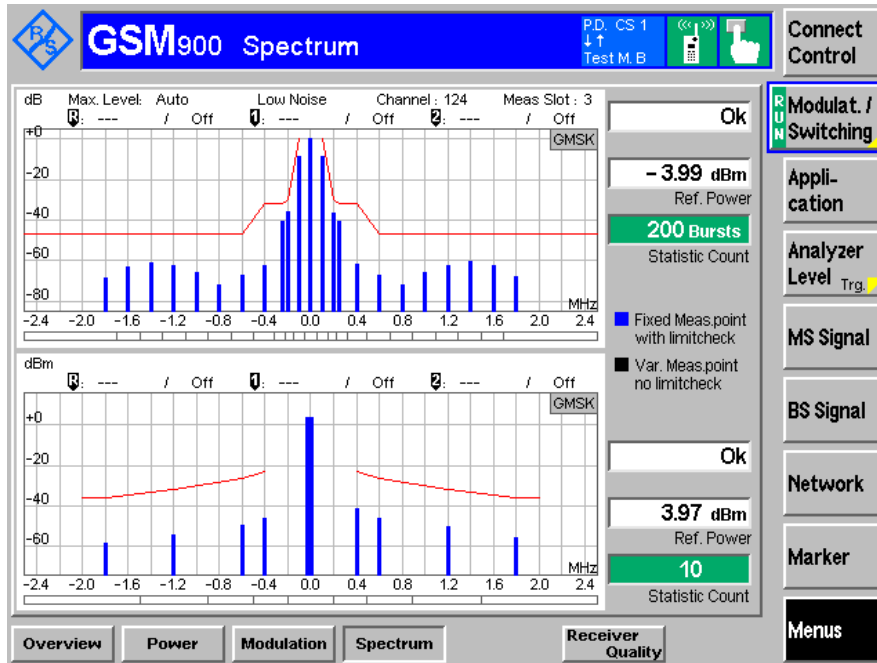 R/S
GSM900 Spectrum
P.D. CS 1
↓↑
Test M. B
Connect Control
dB Max. Level: Auto Low Noise Channel : 124 Meas Slot : 3
R: --- / Off 1: --- / Off 2: --- / Off
GMSK
+0
-20
-40
-60
-80
MHz
-2.4 -2.0 -1.6 -1.2 -0.8 -0.4 0.0 0.4 0.8 1.2 1.6 2.0 2.4
Ok
-3.99 dBm
Ref. Power
200 Bursts
Statistic Count
Fixed Meas.point
with limitcheck
Var. Meas.point
no limitcheck
dBm
R: --- / Off 1: --- / Off 2: --- / Off
GMSK
+0
-20
-40
-60
MHz
-2.4 -2.0 -1.6 -1.2 -0.8 -0.4 0.0 0.4 0.8 1.2 1.6 2.0 2.4
Ok
3.97 dBm
Ref. Power
10
Statistic Count
RUN
Modulat. /
Switching
Appli-
cation
Analyzer
Level Trg.
MS Signal
BS Signal
Network
Marker
Menus
Overview
Power
Modulation
Spectrum
Receiver
Quality